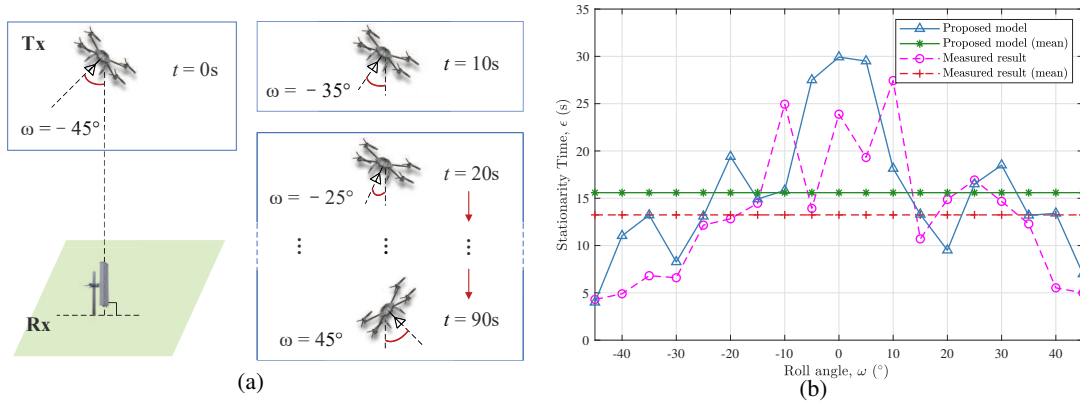 Tx
t = 0s
ω = − 45°
Rx
t = 10s
ω = − 35°
t = 20s
ω = − 25°
t = 90s
ω = 45°
(a)
35
30
25
20
15
10
5
0
Stationarity Time, ϵ (s)
-40 -30 -20 -10 0 10 20 30 40
Roll angle, ω (°)
Proposed model
Proposed model (mean)
Measured result
Measured result (mean)
(b)